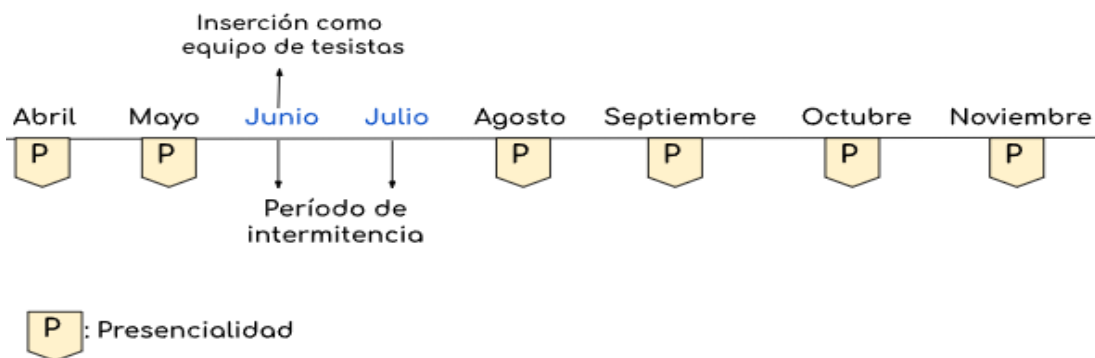 Inserción como
equipo de tesistas
Abril Mayo Junio Julio Agosto Septiembre Octubre Noviembre
P P P P P P
Período de
intermitencia
P : Presencialidad